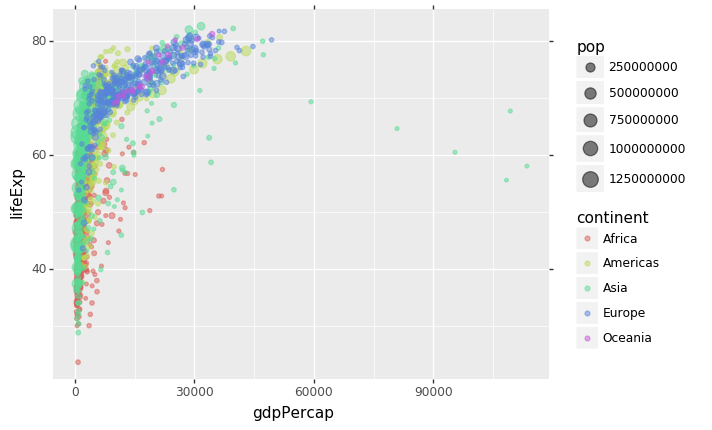 80
60
40
lifeExp
0 30000 60000 90000
gdpPercap
pop
250000000
500000000
750000000
1000000000
1250000000
continent
Africa
Americas
Asia
Europe
Oceania